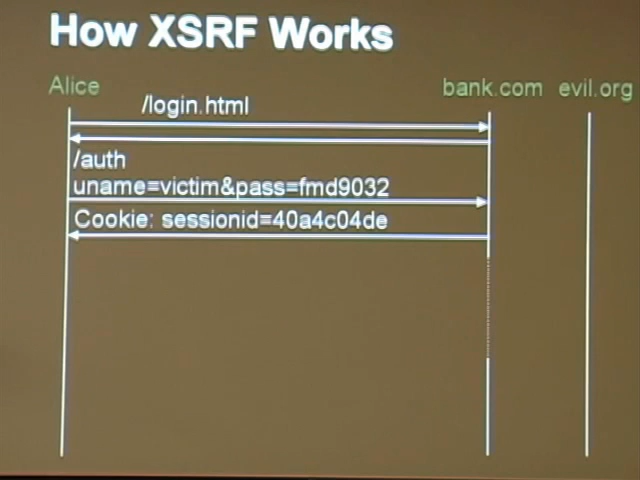 How XSRF Works
Alice
bank.com
evil.org
/login.html
/auth
uname=victim&pass=fmd9032
Cookie: sessionid=40a4c04de